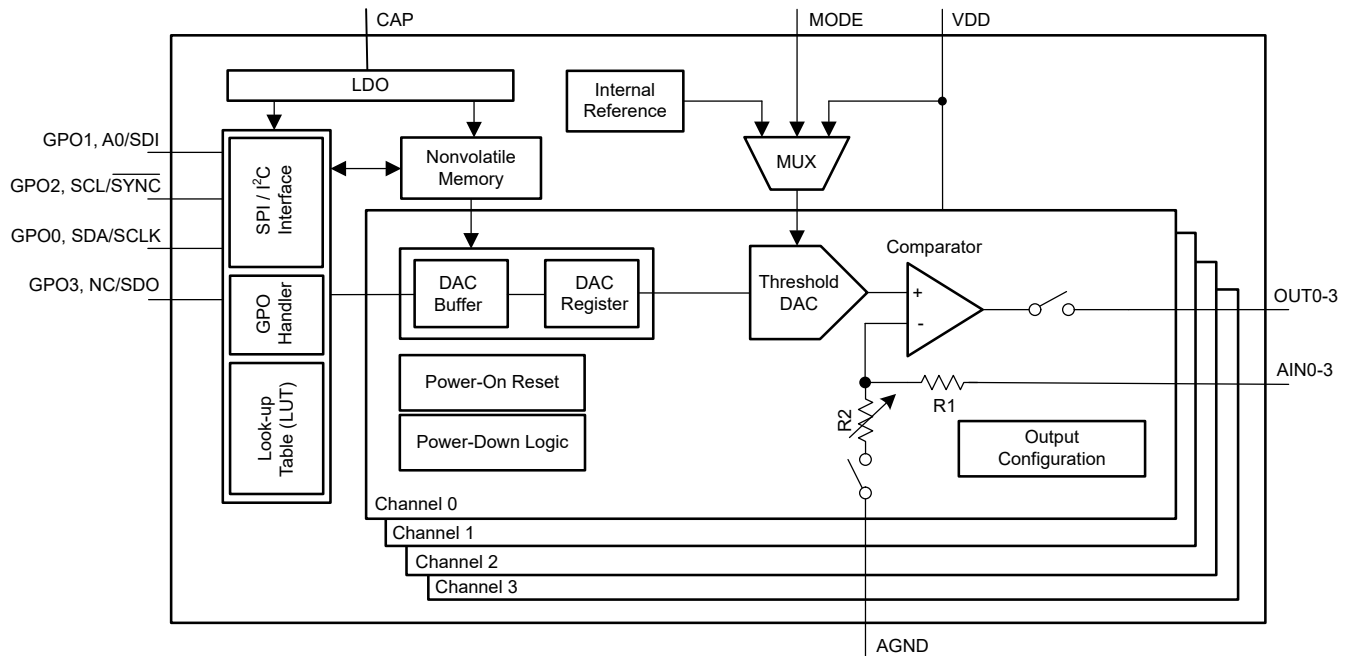 CAP
MODE
VDD
LDO
Internal
Reference
GPO1, A0/SDI
GPO2, SCL/SYNC
GPO0, SDA/SCLK
GPO3, NC/SDO
SPI / I²C
Interface
GPO
Handler
Look-up
Table (LUT)
Nonvolatile
Memory
MUX
DAC
Buffer
DAC
Register
Threshold
DAC
Comparator
+
-
OUT0-3
AIN0-3
R1
R2
Power-On Reset
Power-Down Logic
Output
Configuration
Channel 0
Channel 1
Channel 2
Channel 3
AGND